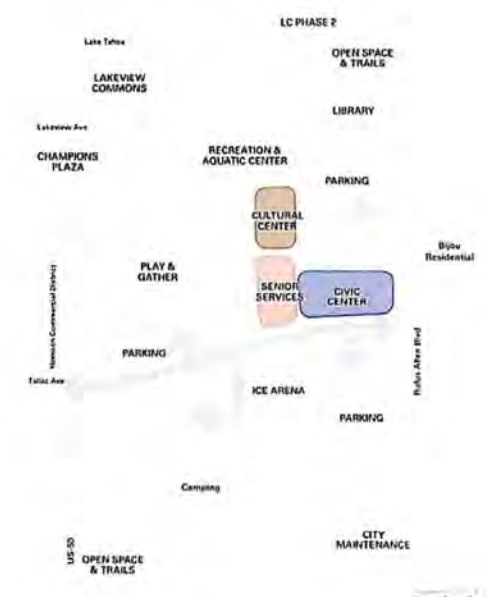 LC PHASE 2
Lake Tahoe
OPEN SPACE
& TRAILS
LAKEVIEW
COMMONS
LIBRARY
Lakeview Ave
CHAMPIONS
PLAZA
RECREATION &
AQUATIC CENTER
PARKING
CULTURAL
CENTER
Bijou
Residential
PLAY &
GATHER
SENIOR
SERVICES
CIVIC
CENTER
Harrison Commercial District
PARKING
Rufus Allen Blvd
Tallac Ave
ICE ARENA
PARKING
Camping
CITY
MAINTENANCE
US-50
OPEN SPACE
& TRAILS